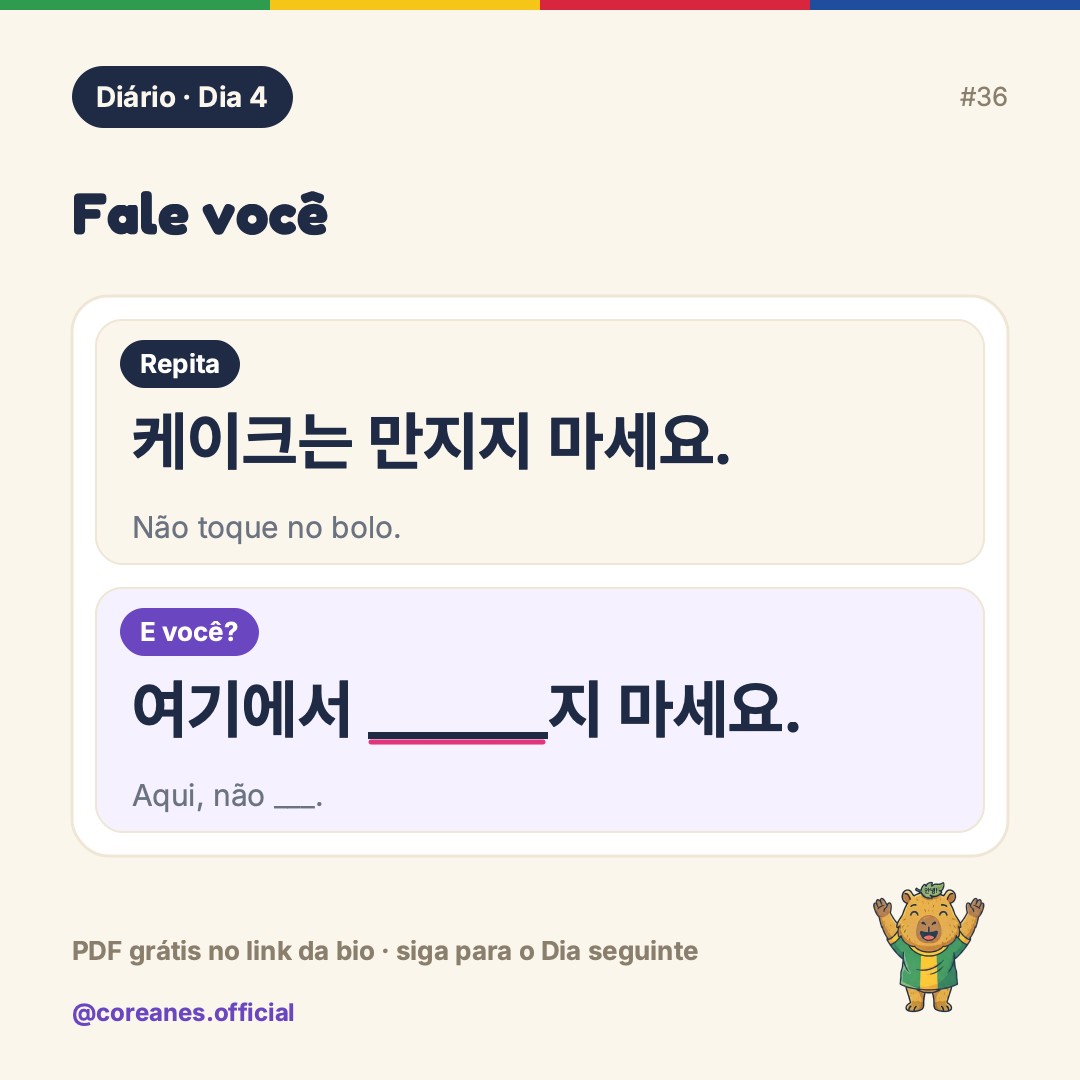 Diário · Dia 4
#36
Fale você
Repita
케이크는 만지지 마세요.
Não toque no bolo.
E você?
여기에서 ______지 마세요.
Aqui, não ___.
PDF grátis no link da bio · siga para o Dia seguinte
@coreanes.official